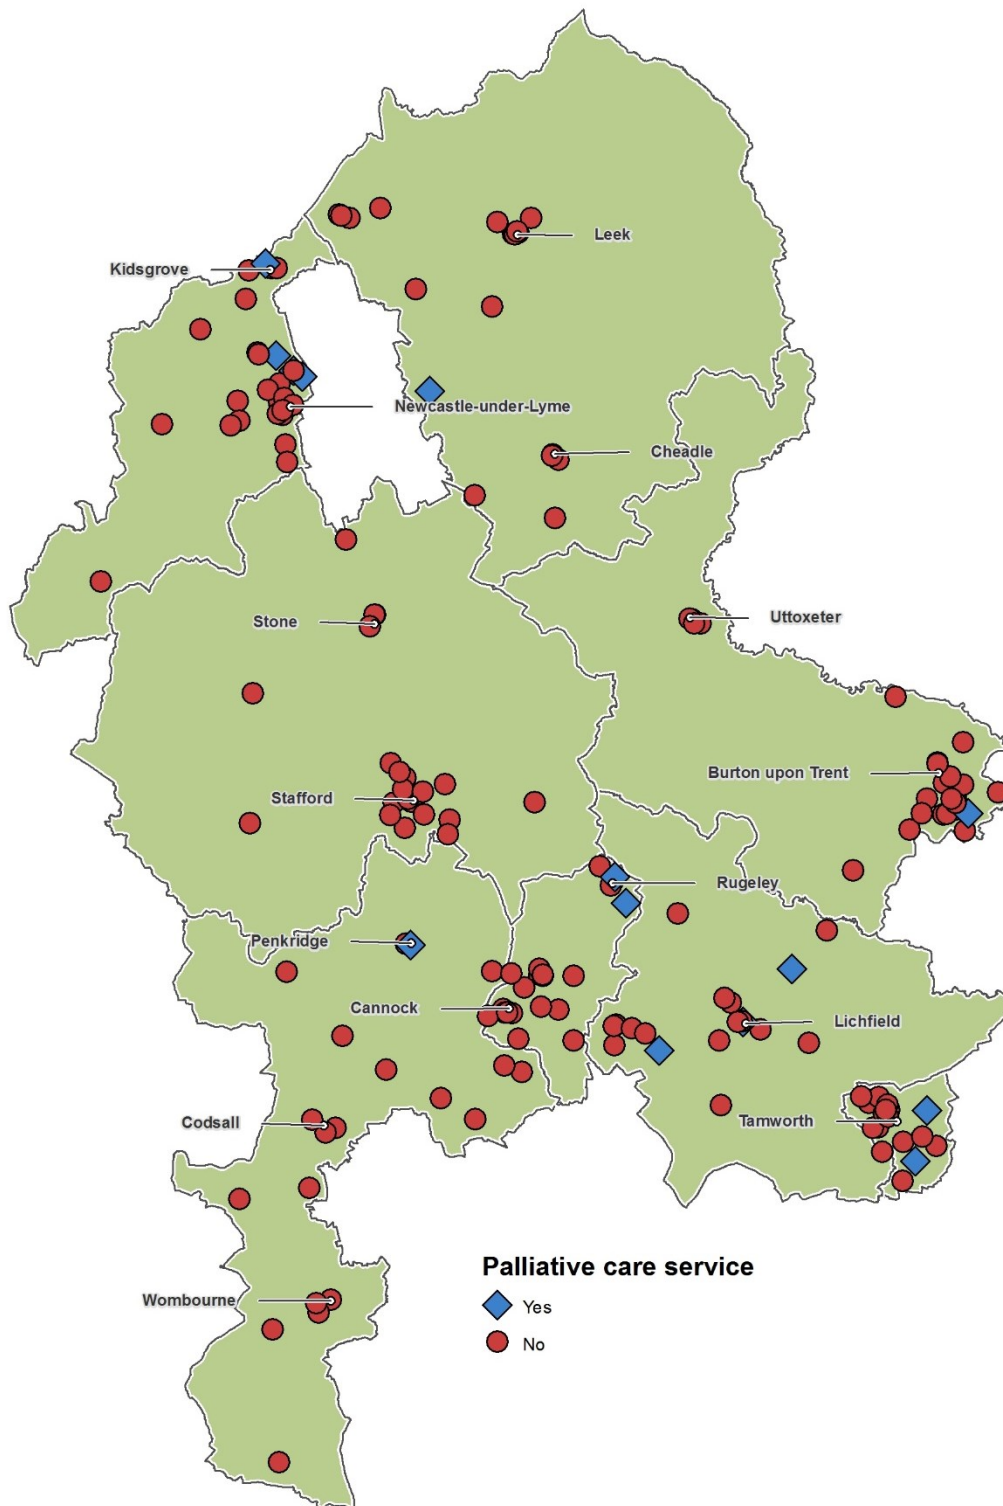 Leek
Kidsgrove
Newcastle-under-Lyme
Cheadle
Uttoxeter
Stone
Burton upon Trent
Stafford
Rugeley
Penkridge
Cannock
Lichfield
Codsall
Tamworth
Wombourne
Palliative care service
Yes
No